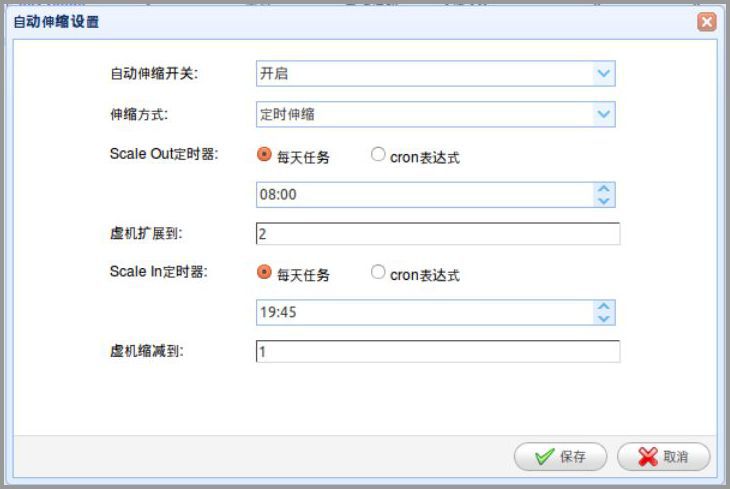 自动伸缩设置
自动伸缩开关: 开启
伸缩方式: 定时伸缩
Scale Out定时器: 每天任务 cron表达式
08:00
虚机扩展到: 2
Scale In定时器: 每天任务 cron表达式
19:45
虚机缩减到: 1
保存 取消